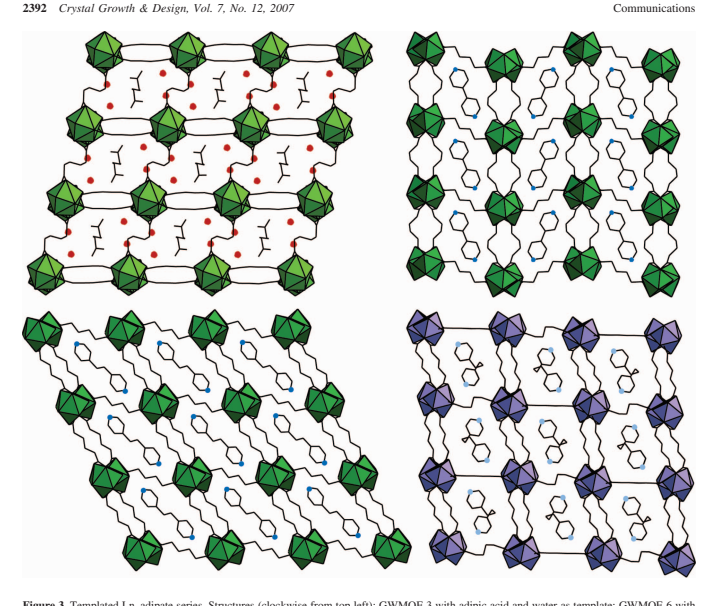 2392 Crystal Growth & Design, Vol. 7, No. 12, 2007 Communications
Figure 3. Templated Ln-adipate series. Structures (clockwise from top left): GWMOF-3 with adipic acid and water as template; GWMOF-6 with